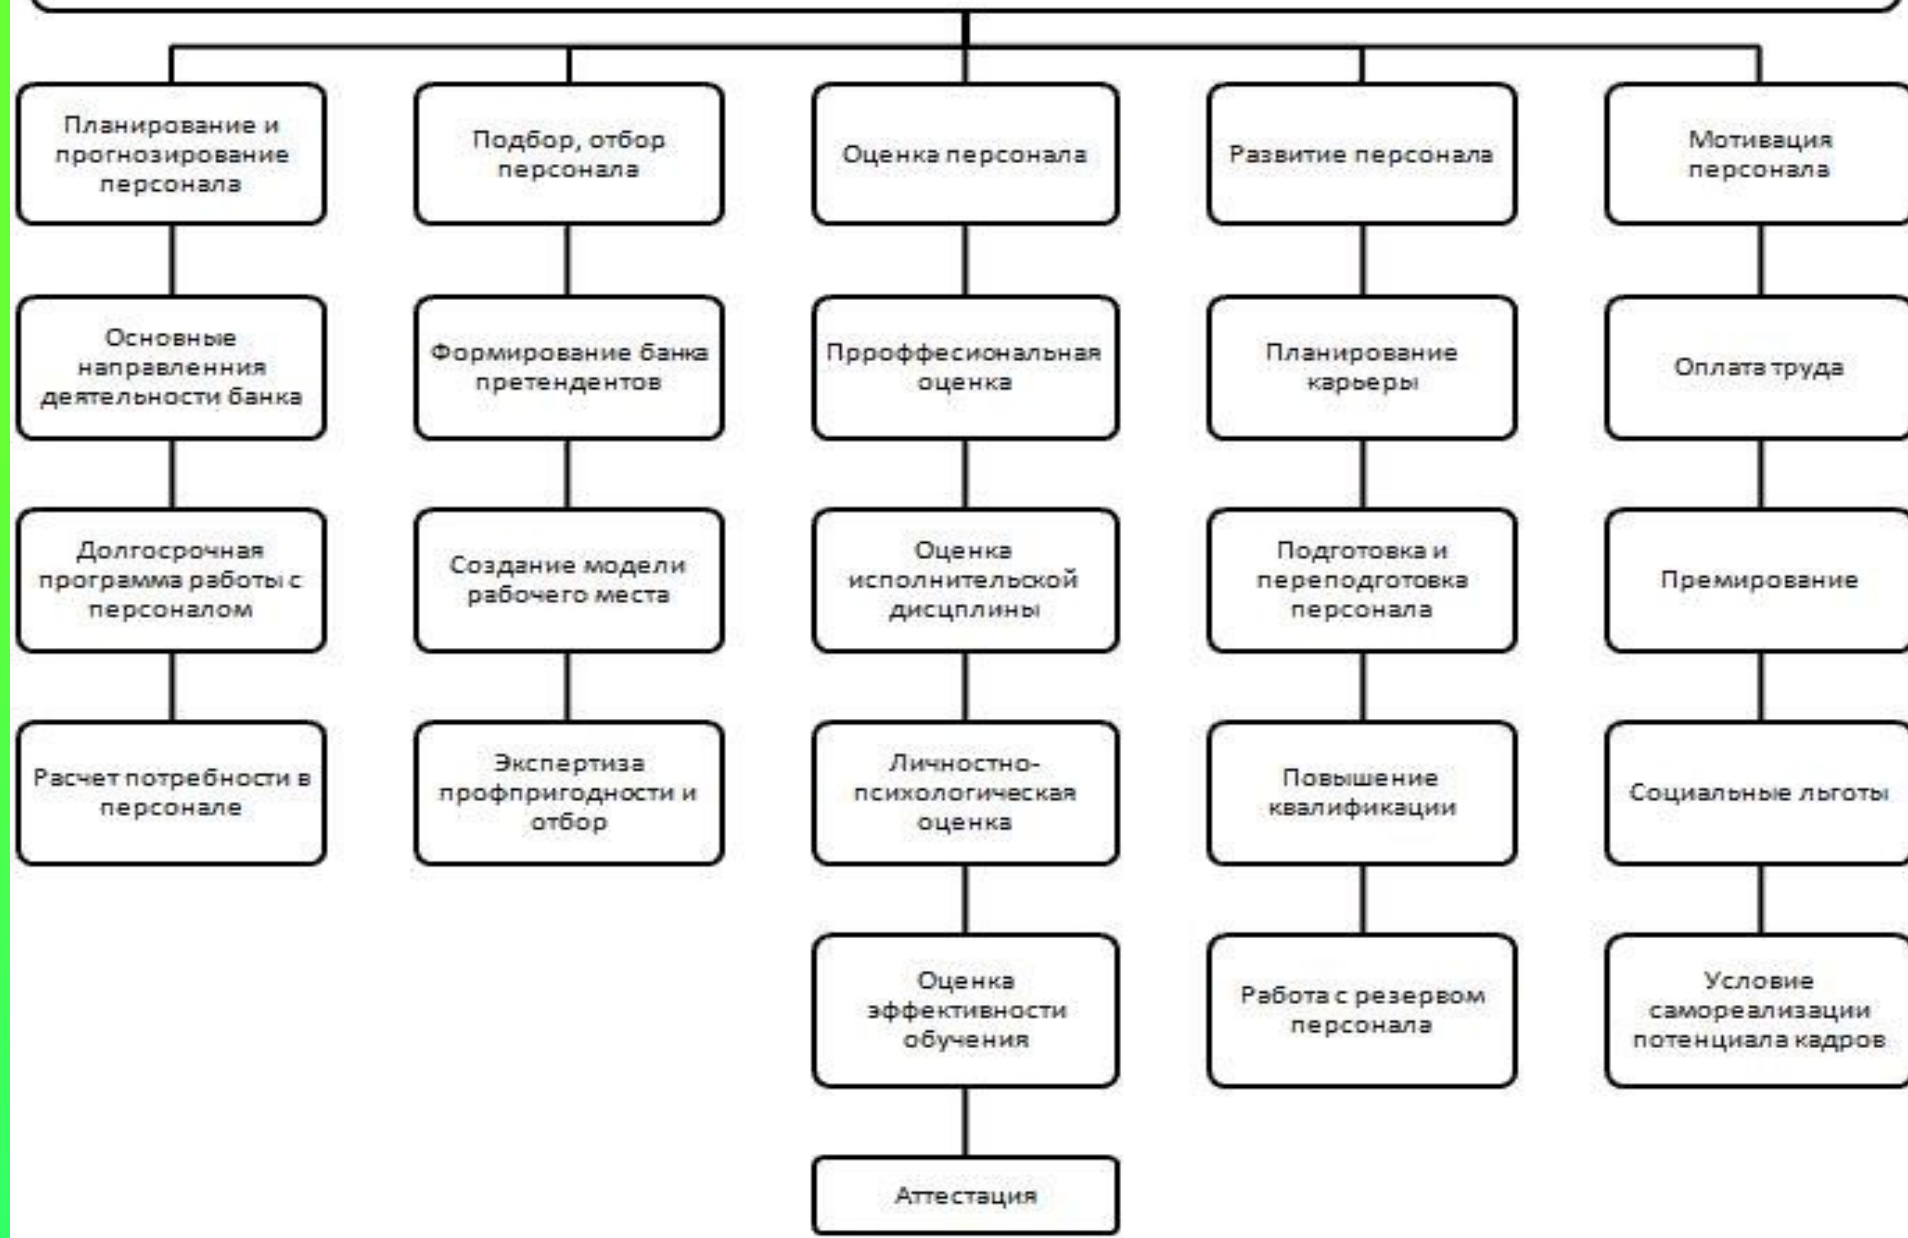 Планирование и
прогнозирование
персонала
Основные
направленния
деятельности банка
Долгосрочная
программа работы с
персоналом
Расчет потребности в
персонале
Подбор, отбор
персонала
Формирование банка
претендентов
Создание модели
рабочего места
Экспертиза
профпригодности и
отбор
Оценка персонала
Прроффесиональная
оценка
Оценка
исполнительской
дисцплины
Личностно-
психологическая
оценка
Оценка
эффективности
обучения
Аттестация
Развитие персонала
Планирование
карьеры
Подготовка и
переподготовка
персонала
Повышение
квалификации
Работа с резервом
персонала
Мотивация
персонала
Оплата труда
Премирование
Социальные льготы
Условие
самореализации
потенциала кадров